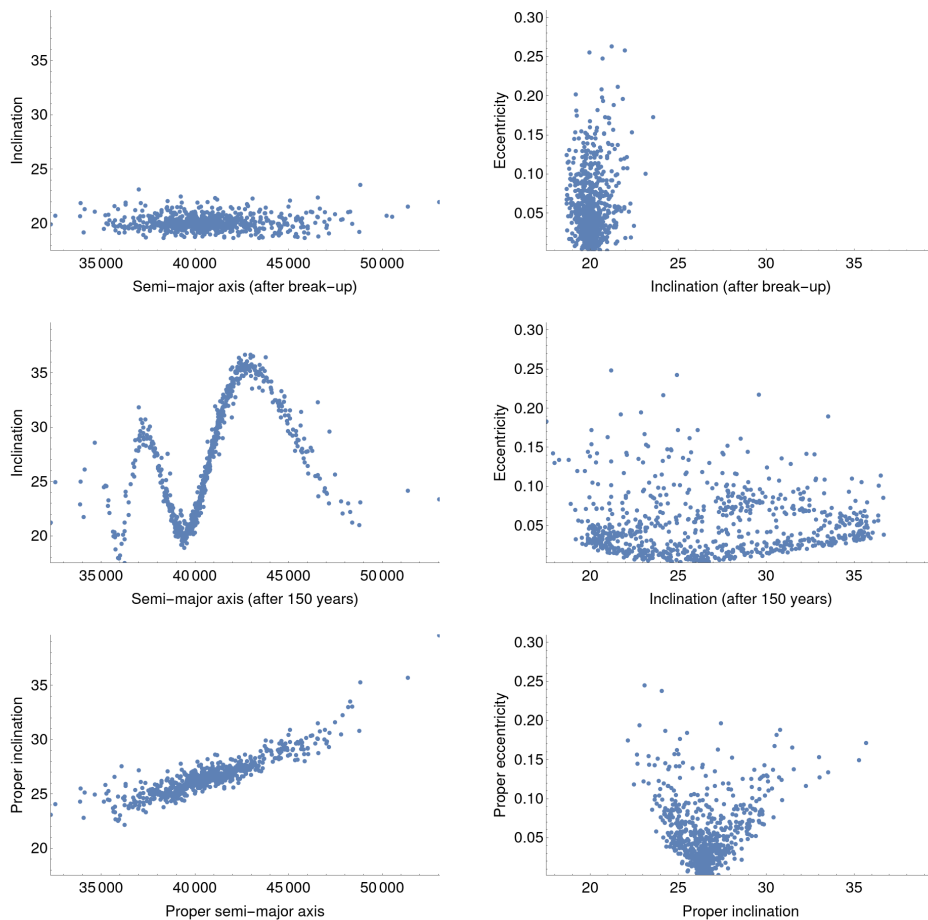 35
30
25
20
Inclination
35 000 40 000 45 000 50 000
Semi-major axis (after break-up)
0.30
0.25
0.20
0.15
0.10
0.05
Eccentricity
20 25 30 35
Inclination (after break-up)
35
30
25
20
Inclination
35 000 40 000 45 000 50 000
Semi-major axis (after 150 years)
0.30
0.25
0.20
0.15
0.10
0.05
Eccentricity
20 25 30 35
Inclination (after 150 years)
35
30
25
20
Proper inclination
35 000 40 000 45 000 50 000
Proper semi-major axis
0.30
0.25
0.20
0.15
0.10
0.05
Proper eccentricity
20 25 30 35
Proper inclination